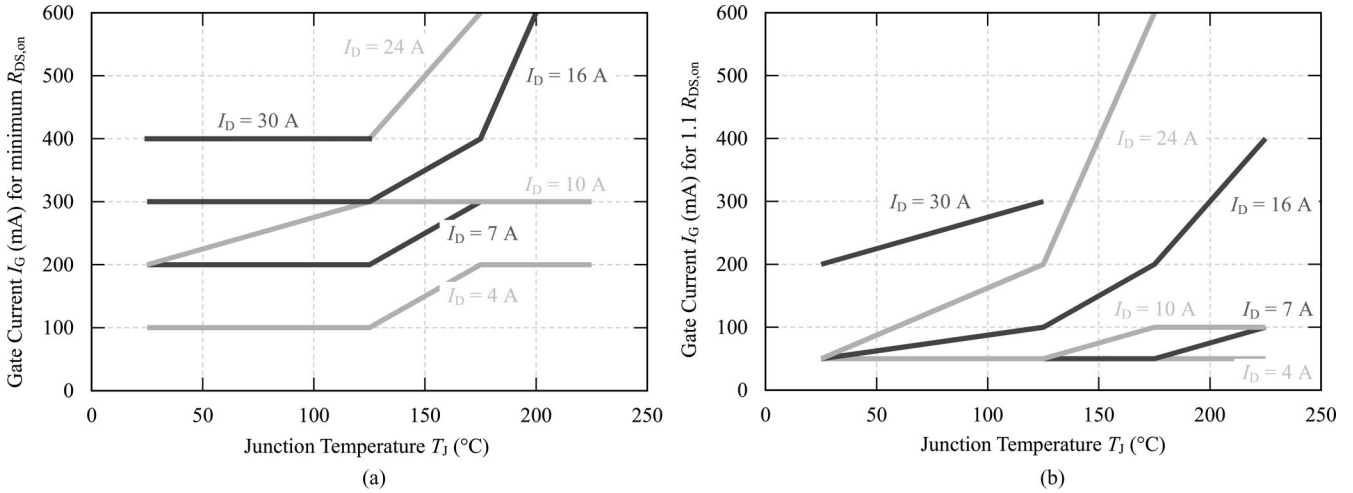 Gate Current I_G (mA) for minimum R_DS,on
600
500
400
300
200
100
0
I_D = 24 A
I_D = 16 A
I_D = 30 A
I_D = 10 A
I_D = 7 A
I_D = 4 A
0 50 100 150 200 250
Junction Temperature T_J (°C)
(a)
Gate Current I_G (mA) for 1.1 R_DS,on
600
500
400
300
200
100
0
I_D = 24 A
I_D = 30 A
I_D = 16 A
I_D = 10 A
I_D = 7 A
I_D = 4 A
0 50 100 150 200 250
Junction Temperature T_J (°C)
(b)